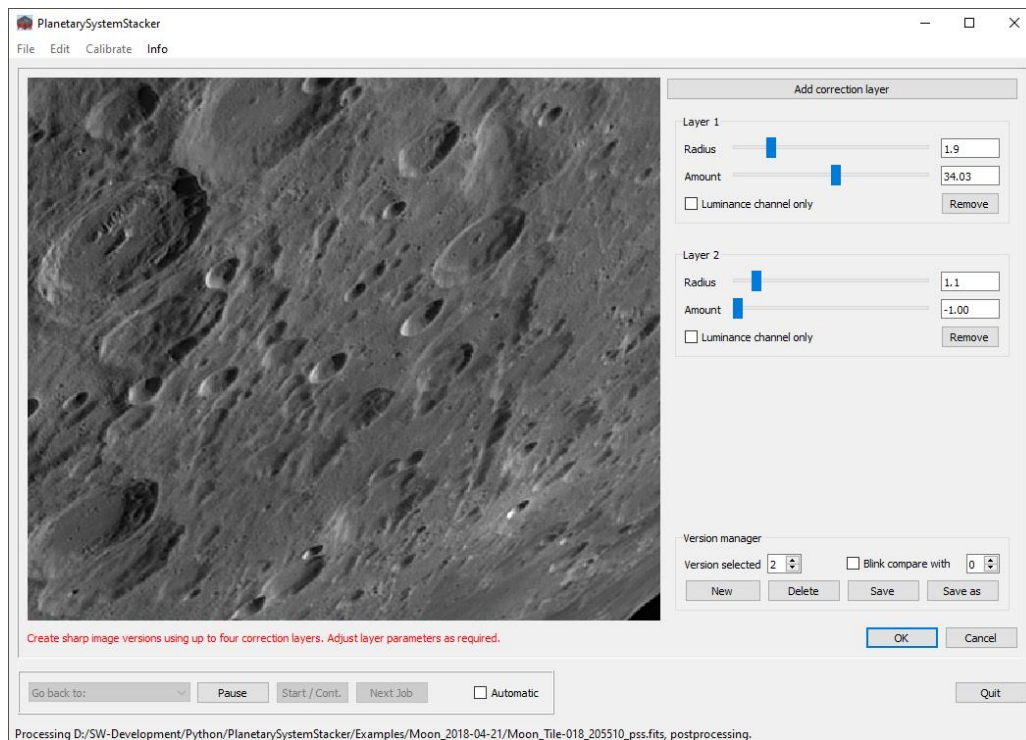 PlanetarySystemStacker
File Edit Calibrate Info
Add correction layer
Layer 1
Radius 1.9
Amount 34.03
Luminance channel only Remove
Layer 2
Radius 1.1
Amount -1.00
Luminance channel only Remove
Version manager
Version selected 2 Blink compare with 0
New Delete Save Save as
Create sharp image versions using up to four correction layers. Adjust layer parameters as required.
OK Cancel
Go back to: Pause Start / Cont. Next Job Automatic Quit
Processing D:/SW-Development/Python/PlanetarySystemStacker/Examples/Moon_2018-04-21/Moon_Tile-018_205510_pss.fits, postprocessing.